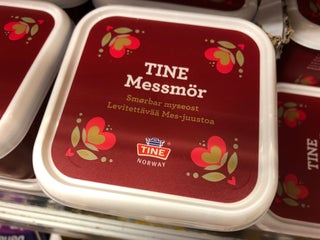 TINE
Messmör
Smørbar myseost
Levitettävää Mes-juustoa
TINE
NORWAY
TINE